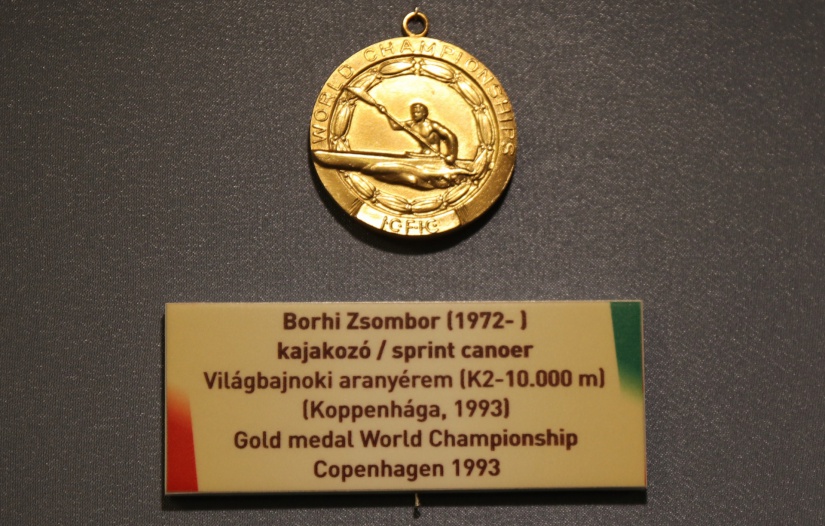 WORLD CHAMPIONSHIPS
ICFIC
Borhi Zsombor (1972- )
kajakozó / sprint canoer
Világbajnoki aranyérem (K2-10.000 m)
(Koppenhága, 1993)
Gold medal World Championship
Copenhagen 1993